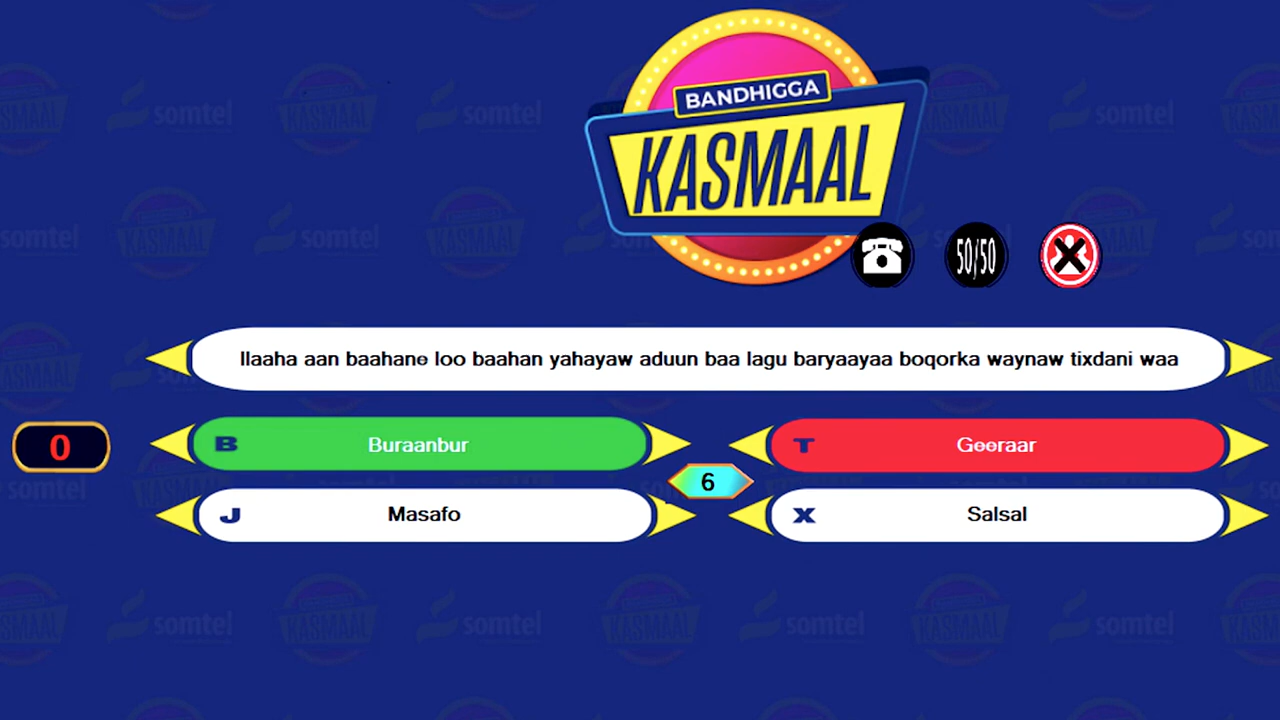 BANDHIGGA
KASMAAL
50/50
Ilaaha aan baahane loo baahan yahayaw aduun baa lagu baryaayaa boqorka waynaw tixdani waa
0
B Buraanbur
T Geeraar
6
J Masafo
X Salsal
somtel